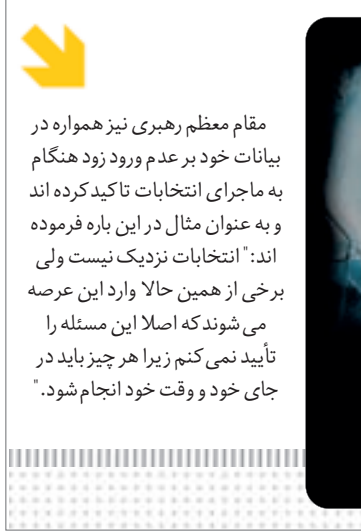 مقام معظم رهبری نیز همواره در
بیانات خود بر عدم ورود زود هنگام
به ماجرای انتخابات تاکید کرده اند
و به عنوان مثال در این باره فرموده
اند:" انتخابات نزدیک نیست ولی
برخی از همین حالا وارد این عرصه
می شوند که اصلا این مسئله را
تأیید نمی کنم زیرا هر چیز باید در
جای خود و وقت خود انجام شود."